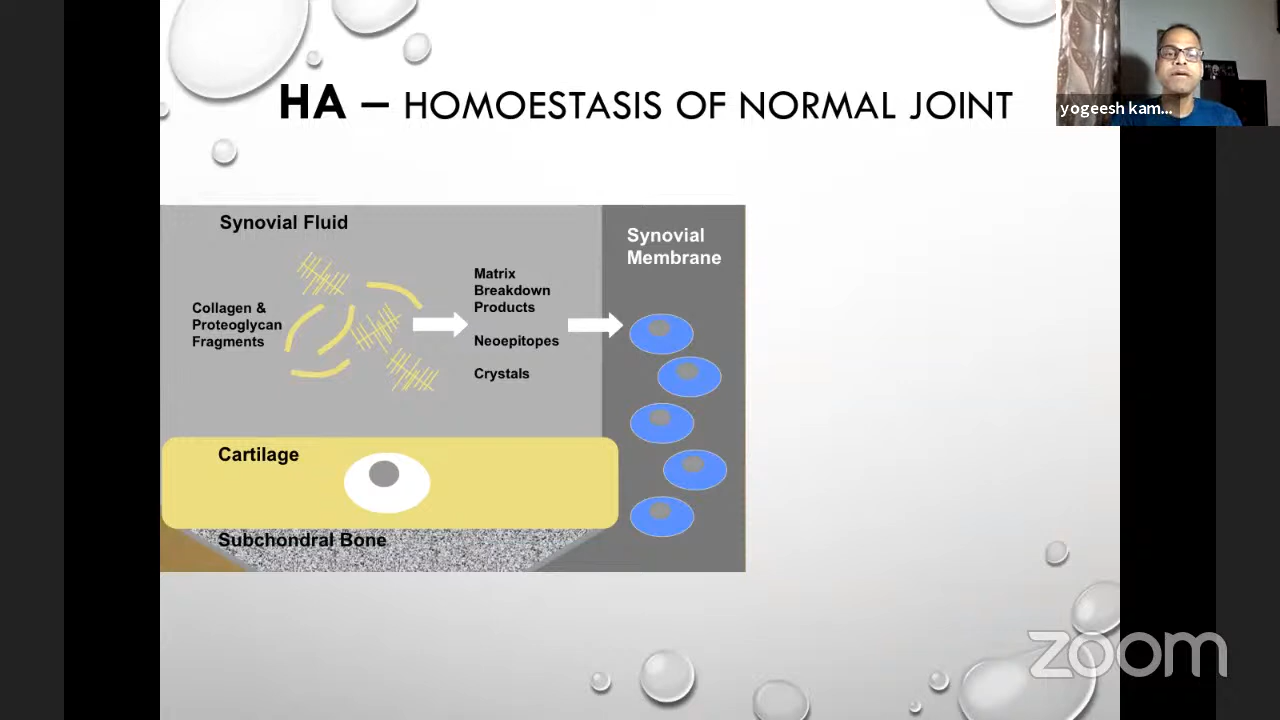 HA – HOMOESTASIS OF NORMAL JOINT
yogeesh kam...
Synovial Fluid
Synovial
Membrane
Collagen &
Proteoglycan
Fragments
Matrix
Breakdown
Products
Neoepitopes
Crystals
Cartilage
Subchondral Bone
zoom